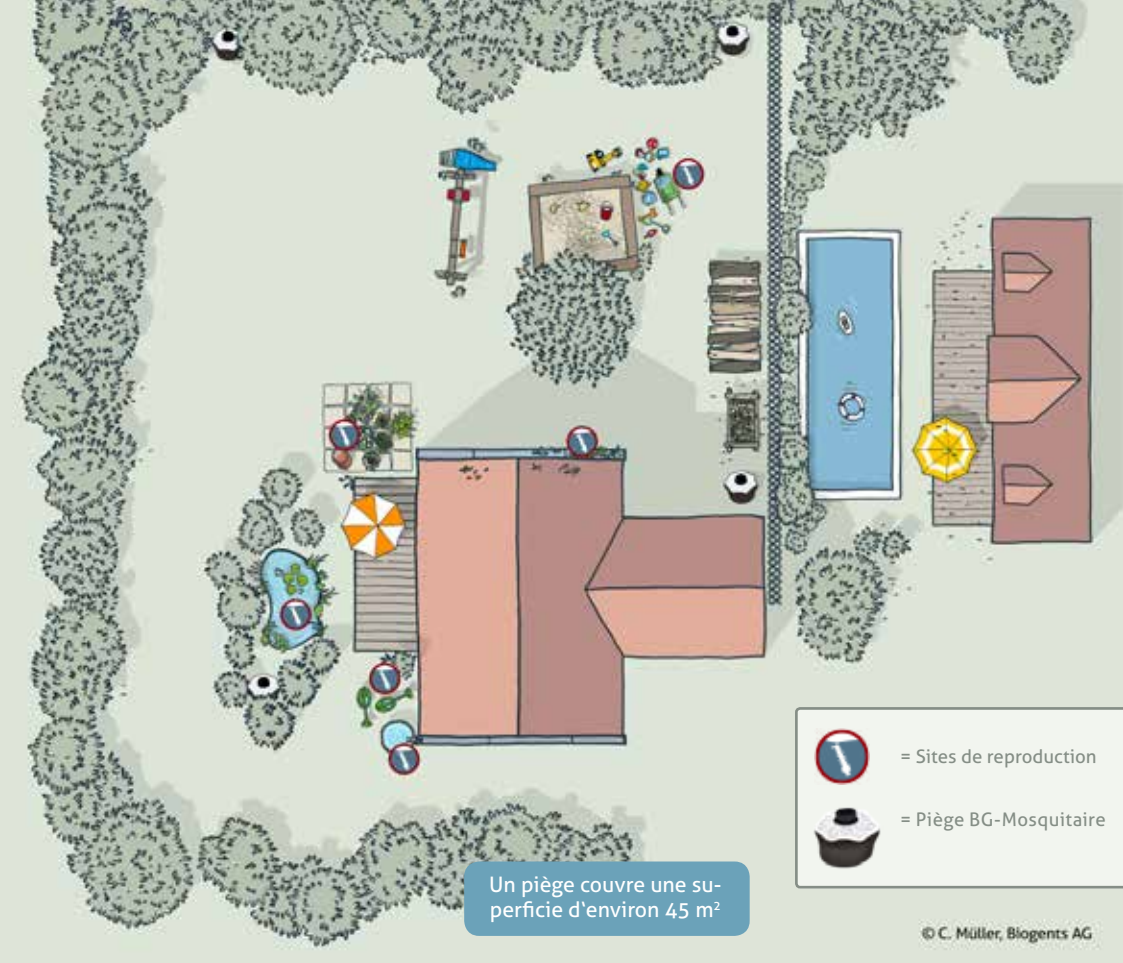 = Sites de reproduction
= Piège BG-Mosquitaire
Un piège couvre une su-
perficie d‘environ 45 m²
© C. Müller, Biogents AG